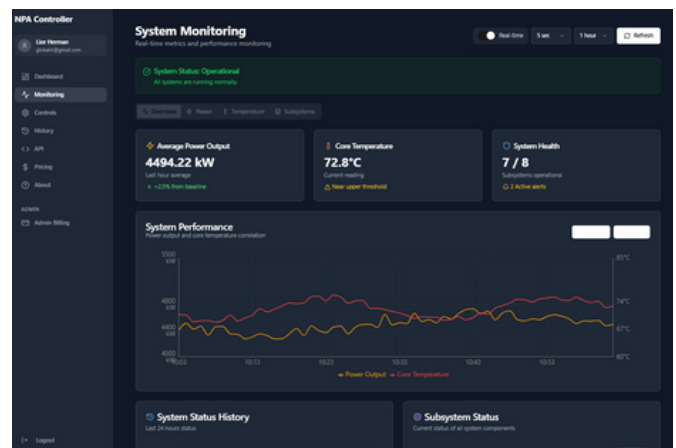 NPA Controller
Lior Herman
Dashboard
Monitoring
Controls
History
API
Pricing
About
ADMIN
Admin Billing
Logout
System Monitoring
Real-time metrics and performance monitoring
Real-time
5 sec
1 hour
Refresh
System Status: Operational
All systems are running normally.
Overview
Power
Temperature
Subsystems
Average Power Output
4494.22 kW
Last hour average
+2.5% from baseline
Core Temperature
72.8°C
Current reading
Near upper threshold
System Health
7 / 8
Subsystems operational
2 Active alerts
System Performance
Power output and core temperature correlation
5500
kW
4800
kW
4400
kW
4000
kW
85°C
74°C
67°C
60°C
10:03
10:13
10:23
10:33
10:43
10:53
Power Output
Core Temperature
System Status History
Last 24 hours status
Subsystem Status
Current status of all system components